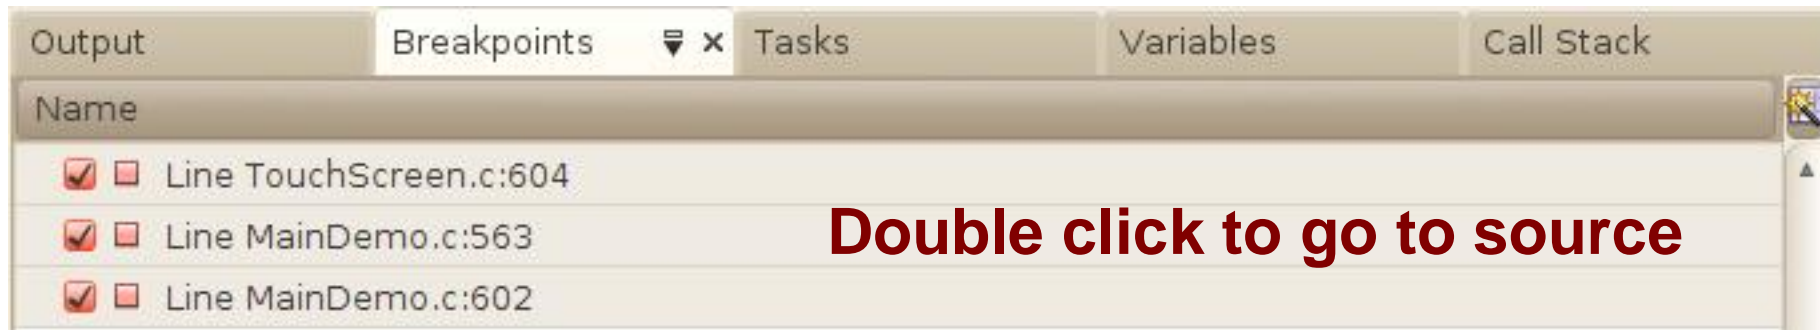 Output Breakpoints Tasks Variables Call Stack
Name
Line TouchScreen.c:604
Line MainDemo.c:563
Double click to go to source
Line MainDemo.c:602